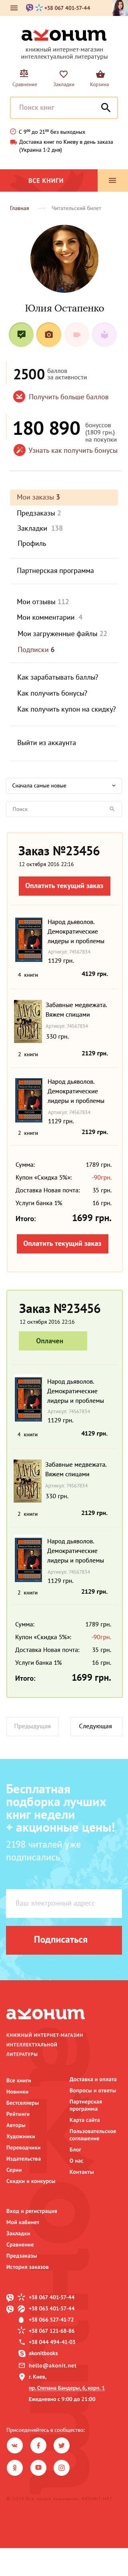 +38 067 401-57-44
акониm
книжный интернет-магазин
интеллектуальной литературы
Сравнение
Закладки
Корзина
Поиск книг
С 9⁰⁰ до 21⁰⁰ без выходных
Доставка книг по Киеву в день заказа
(Украина 1-2 дня)
ВСЕ КНИГИ
Главная
Читательский билет
Юлия Остапенко
2500 баллов
за активности
Получить больше баллов
180 890 бонусов
(1809 грн.)
на покупки
Узнать как получить бонусы
Мои заказы 3
Предзаказы 2
Закладки 138
Профиль
Партнерская программа
Мои отзывы 112
Мои комментарии 4
Мои загруженные файлы 22
Подписки 6
Как зарабатывать баллы?
Как получить бонусы?
Как получить купон на скидку?
Выйти из аккаунта
Сначала самые новые
Поиск
Заказ №23456
12 октября 2016 22:16
Оплатить текущий заказ
Народ дьяволов.
Демократические
лидеры и проблемы
Артикул: 74567834
1129 грн.
4 книги
4129 грн.
Забавные медвежата.
Вяжем спицами
Артикул: 74567834
330 грн.
2 книги
2129 грн.
Народ дьяволов.
Демократические
лидеры и проблемы
Артикул: 74567834
1129 грн.
2 книги
2129 грн.
Сумма: 1789 грн.
Купон «Скидка 5%»: -90грн.
Доставка Новая почта: 35 грн.
Услуги банка 1% 16 грн.
Итого: 1699 грн.
Оплатить текущий заказ
Заказ №23456
12 октября 2016 22:16
Оплачен
Народ дьяволов.
Демократические
лидеры и проблемы
Артикул: 74567834
1129 грн.
4 книги
4129 грн.
Забавные медвежата.
Вяжем спицами
Артикул: 74567834
330 грн.
2 книги
2129 грн.
Народ дьяволов.
Демократические
лидеры и проблемы
Артикул: 74567834
1129 грн.
2 книги
2129 грн.
Сумма: 1789 грн.
Купон «Скидка 5%»: -90грн.
Доставка Новая почта: 35 грн.
Услуги банка 1% 16 грн.
Итого: 1699 грн.
Предыдущая
Следующая
Бесплатная
подборка лучших
книг недели
+ акционные цены!
2198 читателей уже
подписались
Ваш электронный адрес:
Подписаться
акониm
КНИЖНЫЙ ИНТЕРНЕТ-МАГАЗИН
ИНТЕЛЛЕКТУАЛЬНОЙ
ЛИТЕРАТУРЫ
Все книги
Новинки
Бестселлеры
Рейтинги
Авторы
Художники
Переводчики
Издательства
Серии
Скидки и конкурсы
Доставка и оплата
Вопросы и ответы
Партнерская
программа
Карта сайта
Пользовательское
соглашение
Блог
О нас
Контакты
Вход и регистрация
Мой кабинет
Закладки
Сравнение
Предзаказы
История заказов
+38 067 401-57-44
+38 063 401-57-44
+38 066 327-41-72
+38 067 121-68-86
+38 044 494-41-03
akonitbooks
hello@akonit.net
г. Киев,
пр. Степана Бандеры, 6, корп. 1
Ежедневно с 9:00 до 21:00
Присоединяйтесь в сообщество: